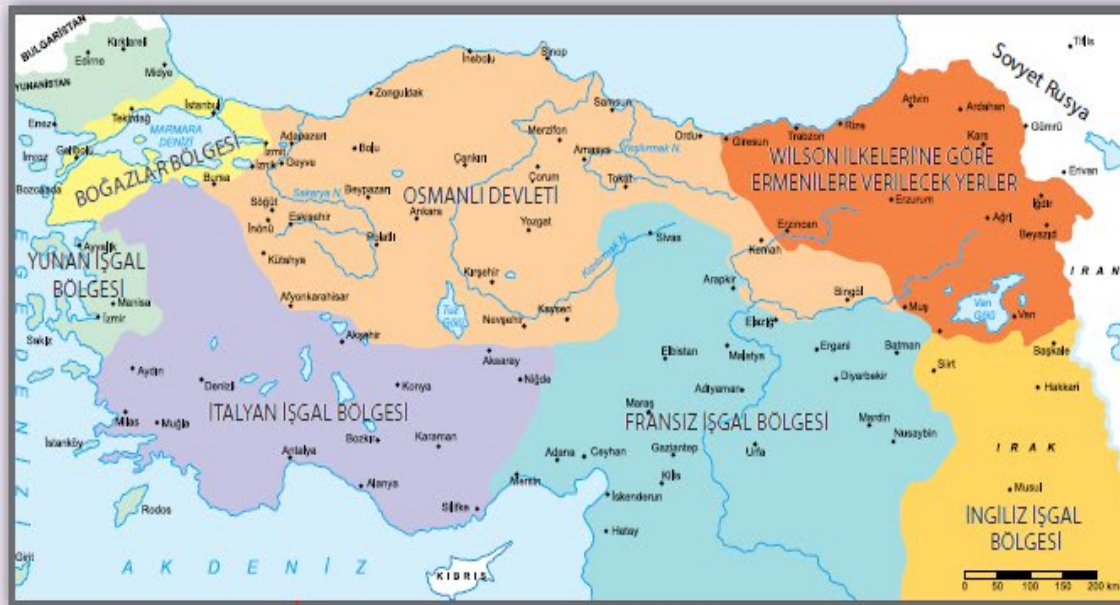 BULGARİSTAN
Kırklareli
Edirne
Midye
YUNANİSTAN
İstanbul
Tekirdağ
Enez
MARMARA
DENİZİ
Gelibolu
İmroz
Bozcaada
BOĞAZLAR BÖLGESİ
İzmit
İznik
Bursa
Adapazarı
Geyve
Zonguldak
Bolu
İnebolu
Sinop
Samsun
Merzifon
Amasya
Yeşilırmak N.
Ordu
Çankırı
Çorum
Tokat
Sakarya N.
Beypazarı
OSMANLI DEVLETİ
Ankara
Söğüt
İnönü
Eskişehir
Polatlı
Yozgat
Kütahya
Kırşehir
Kızılırmak N.
Sivas
Afyonkarahisar
Tuz
Gölü
Nevşehir
Kayseri
Akşehir
Giresun
Trabzon
Rize
Artvin
Ardahan
Kars
Gümrü
Tiflis
Sovyet Rusya
Erivan
WİLSON İLKELERİ'NE GÖRE
ERMENİLERE VERİLECEK YERLER
Erzurum
Iğdır
Ağrı
Beyazıd
Erzincan
Kemah
İRAN
Arapkir
Bingöl
Muş
Van
Gölü
Van
Elazığ
Başkale
Ayvalık
YUNAN İŞGAL
BÖLGESİ
Manisa
İzmir
Sakız
EGE DENİZİ
Aydın
Denizli
Aksaray
Niğde
Konya
İTALYAN İŞGAL BÖLGESİ
Milas
Muğla
İstanköy
Bozkır
Karaman
Antalya
Alanya
Silifke
Mersin
Rodos
Girit
AKDENİZ
KIBRIS
Elbistan
Malatya
Ergani
Batman
Siirt
Adıyaman
Diyarbekir
Hakkari
Maraş
FRANSIZ İŞGAL BÖLGESİ
Mardin
Nusaybin
Adana
Ceyhan
Gaziantep
Urfa
Kilis
İskenderun
Hatay
IRAK
Musul
İNGİLİZ İŞGAL
BÖLGESİ
0 50 100 150 200 km